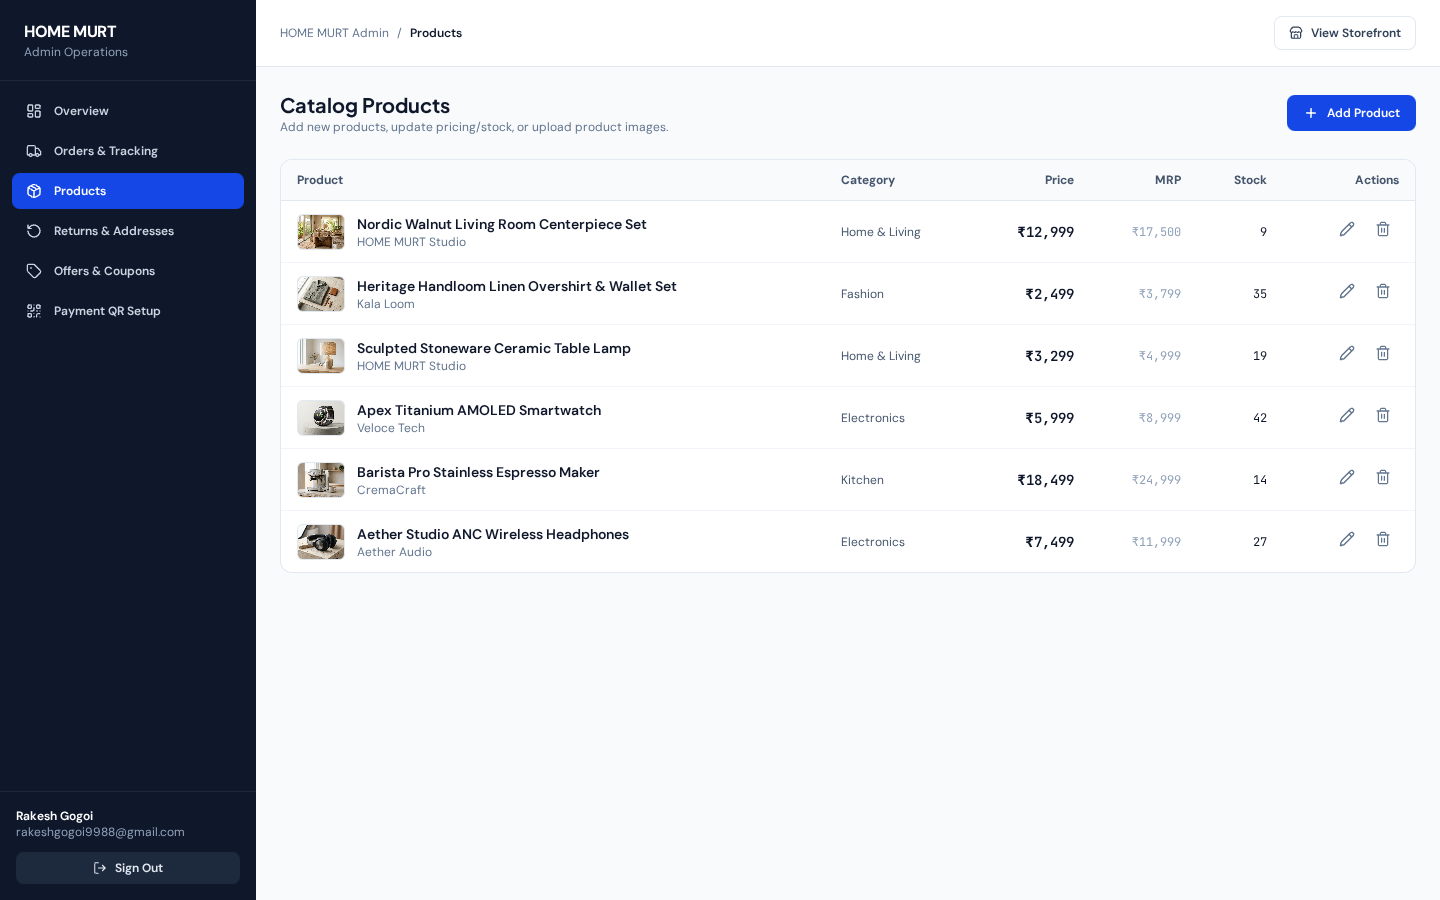 HOME MURT
Admin Operations
Overview
Orders & Tracking
Products
Returns & Addresses
Offers & Coupons
Payment QR Setup
Rakesh Gogoi
rakeshgogoi9988@gmail.com
Sign Out
HOME MURT Admin / Products
View Storefront
Catalog Products
Add new products, update pricing/stock, or upload product images.
Add Product
Product Category Price MRP Stock Actions
Nordic Walnut Living Room Centerpiece Set
HOME MURT Studio
Home & Living ₹12,999 ₹17,500 9
Heritage Handloom Linen Overshirt & Wallet Set
Kala Loom
Fashion ₹2,499 ₹3,799 35
Sculpted Stoneware Ceramic Table Lamp
HOME MURT Studio
Home & Living ₹3,299 ₹4,999 19
Apex Titanium AMOLED Smartwatch
Veloce Tech
Electronics ₹5,999 ₹8,999 42
Barista Pro Stainless Espresso Maker
CremaCraft
Kitchen ₹18,499 ₹24,999 14
Aether Studio ANC Wireless Headphones
Aether Audio
Electronics ₹7,499 ₹11,999 27